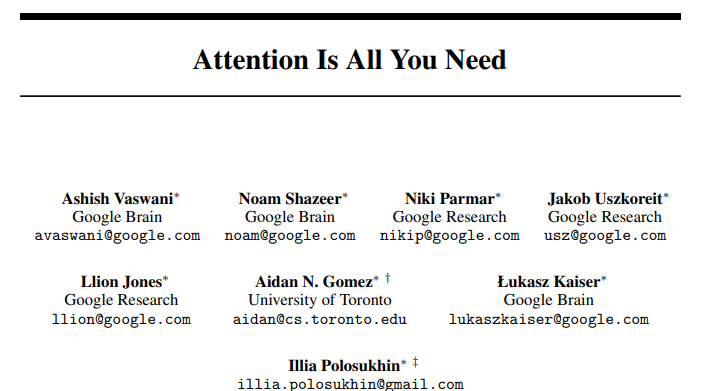 Attention Is All You Need
Ashish Vaswani* Noam Shazeer* Niki Parmar* Jakob Uszkoreit*
Google Brain Google Brain Google Research Google Research
avaswani@google.com noam@google.com nikip@google.com usz@google.com
Llion Jones* Aidan N. Gomez* † Łukasz Kaiser*
Google Research University of Toronto Google Brain
llion@google.com aidan@cs.toronto.edu lukaszkaiser@google.com
Illia Polosukhin* ‡
illia.polosukhin@gmail.com